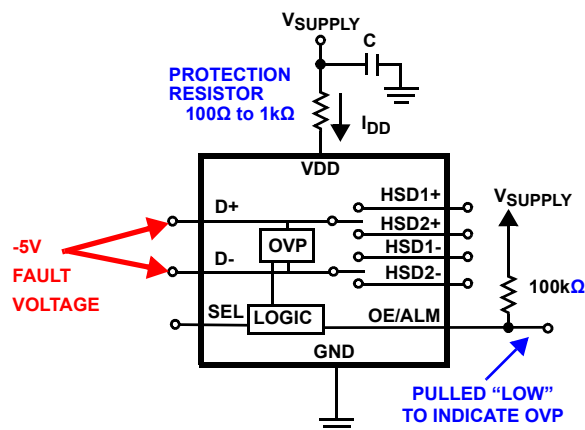 VSUPPLY
C
PROTECTION
RESISTOR
100Ω to 1kΩ
IDD
VDD
D+
HSD1+
VSUPPLY
HSD2+
OVP
HSD1-
-5V
FAULT
VOLTAGE
D-
HSD2-
100kΩ
SEL
LOGIC
OE/ALM
GND
PULLED “LOW”
TO INDICATE OVP